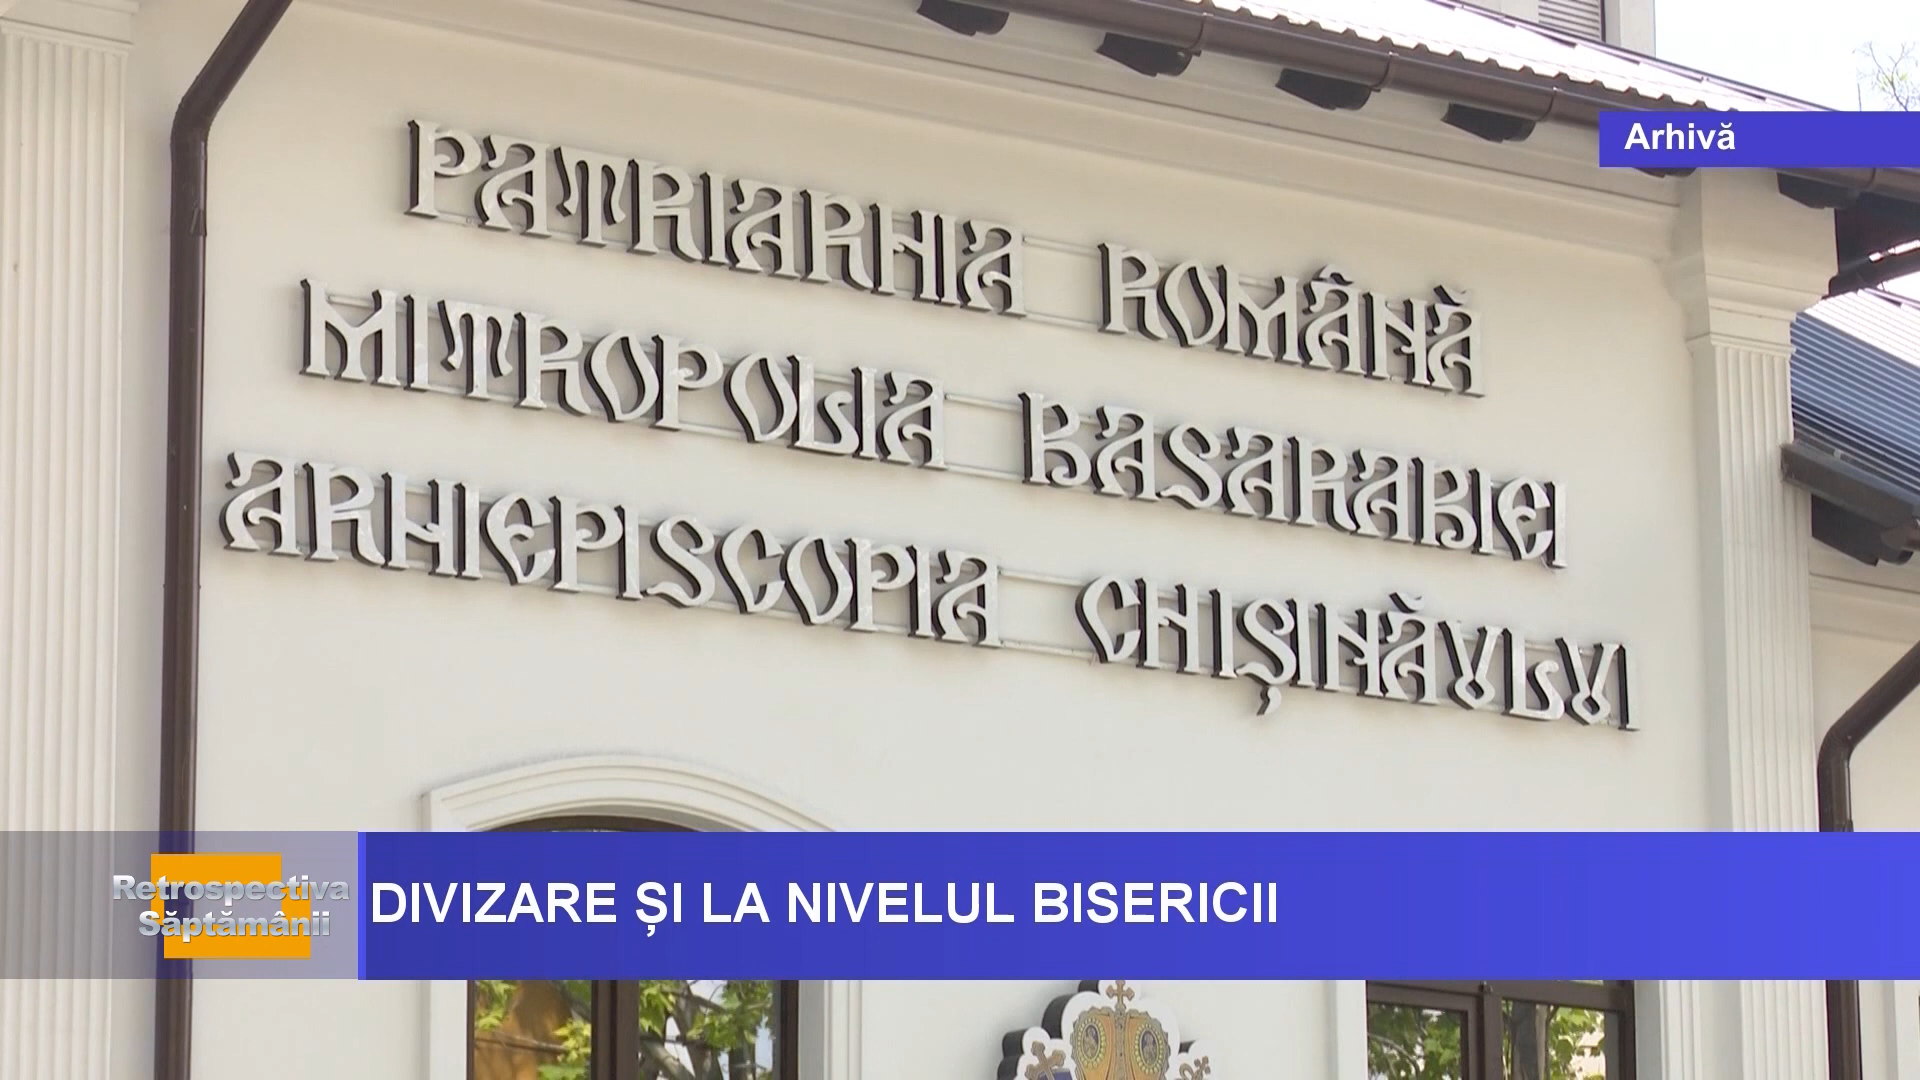 Arhivă
PATRIARHIA ROMÂNĂ
MITROPOLIA BASARABIEI
ARHIEPISCOPIA CHIȘINĂULUI
Retrospectiva
Săptămânii
DIVIZARE ȘI LA NIVELUL BISERICII